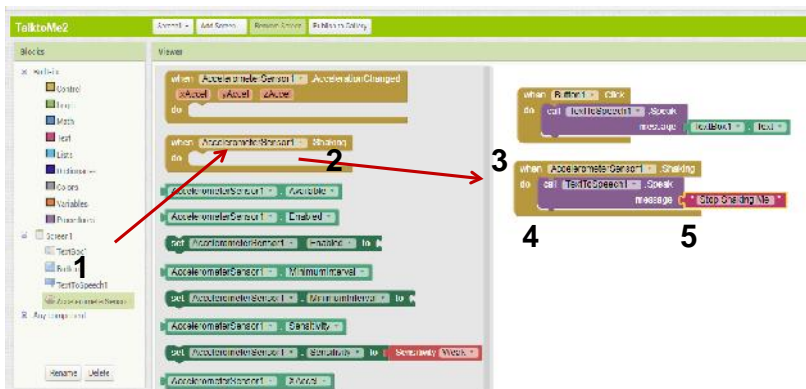 TalktoMe2
Screen1 Add Screen Remove Screen Publish to Gallery
Blocks
Viewer
Built-in
Control
Logic
Math
Text
Lists
Dictionaries
Colors
Variables
Procedures
Screen1
TextBox1
Button1
TextToSpeech1
AccelerometerSensor1
Any component
Rename Delete
1
when AccelerometerSensor1 .AccelerationChanged
xAccel yAccel zAccel
do
when AccelerometerSensor1 .Shaking
do
2
AccelerometerSensor1 . Available
AccelerometerSensor1 . Enabled
set AccelerometerSensor1 . Enabled to
AccelerometerSensor1 . MinimumInterval
set AccelerometerSensor1 . MinimumInterval to
AccelerometerSensor1 . Sensitivity
set AccelerometerSensor1 . Sensitivity to Sensitivity Weak
AccelerometerSensor1 . XAccel
when Button1 .Click
do call TextToSpeech1 .Speak
message TextBox1 . Text
3
when AccelerometerSensor1 .Shaking
do call TextToSpeech1 .Speak
message " Stop Shaking Me "
4 5